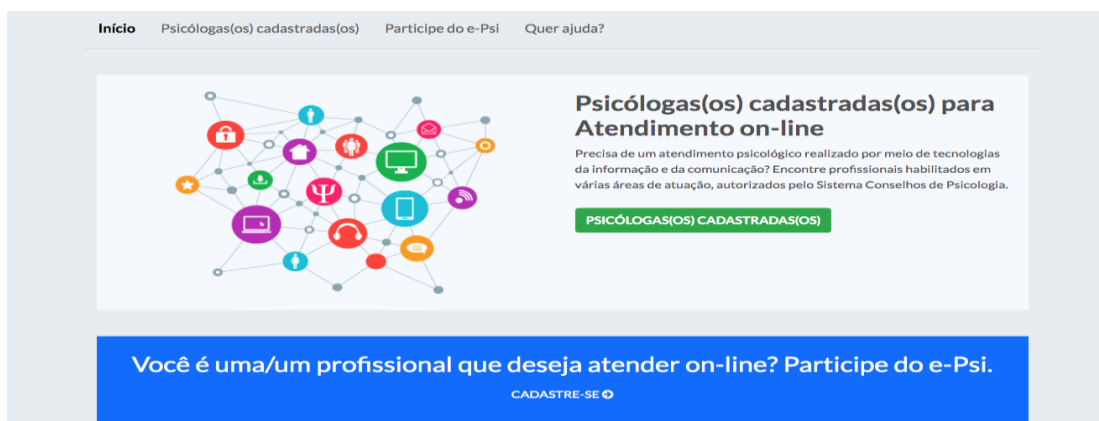 Início Psicólogas(os) cadastradas(os) Participe do e-Psi Quer ajuda?
Psicólogas(os) cadastradas(os) para
Atendimento on-line
Precisa de um atendimento psicológico realizado por meio de tecnologias
da informação e da comunicação? Encontre profissionais habilitados em
várias áreas de atuação, autorizados pelo Sistema Conselhos de Psicologia.
PSICÓLOGAS(OS) CADASTRADAS(OS)
Ψ
Você é uma/um profissional que deseja atender on-line? Participe do e-Psi.
CADASTRE-SE